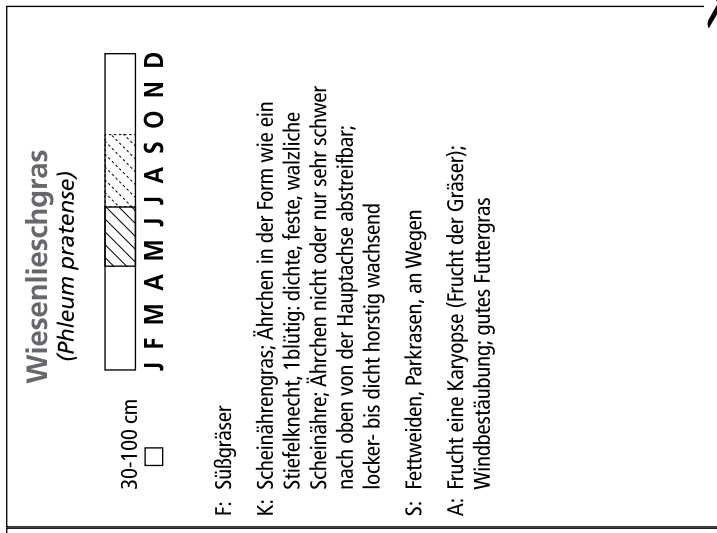 Wiesenlieschgras
(Phleum pratense)
30-100 cm
J F M A M J J A S O N D
F: Süßgräser
K: Scheinährengras; Ährchen in der Form wie ein
Stiefelknecht, 1blütig; dichte, feste, walzliche
Scheinähre; Ährchen nicht oder nur sehr schwer
nach oben von der Hauptachse abstreifbar;
locker- bis dicht horstig wachsend
S: Fettweiden, Parkrasen, an Wegen
A: Frucht eine Karyopse (Frucht der Gräser);
Windbestäubung; gutes Futtergras